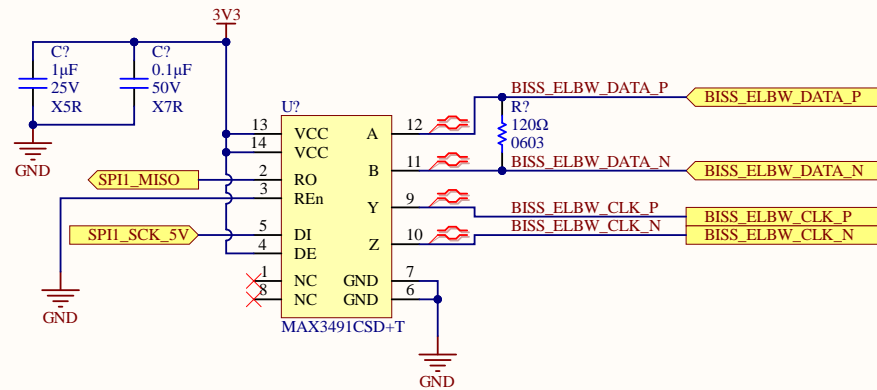 3V3
C?
1µF
25V
X5R
C?
0.1µF
50V
X7R
GND
U?
13 VCC
14 VCC
2 RO
3 REn
5 DI
4 DE
1 NC
8 NC
A 12
B 11
Y 9
Z 10
GND 7
GND 6
MAX3491CSD+T
SPI1_MISO
SPI1_SCK_5V
GND
GND
BISS_ELBW_DATA_P
R?
120Ω
0603
BISS_ELBW_DATA_N
BISS_ELBW_CLK_P
BISS_ELBW_CLK_N
BISS_ELBW_DATA_P
BISS_ELBW_DATA_N
BISS_ELBW_CLK_P
BISS_ELBW_CLK_N